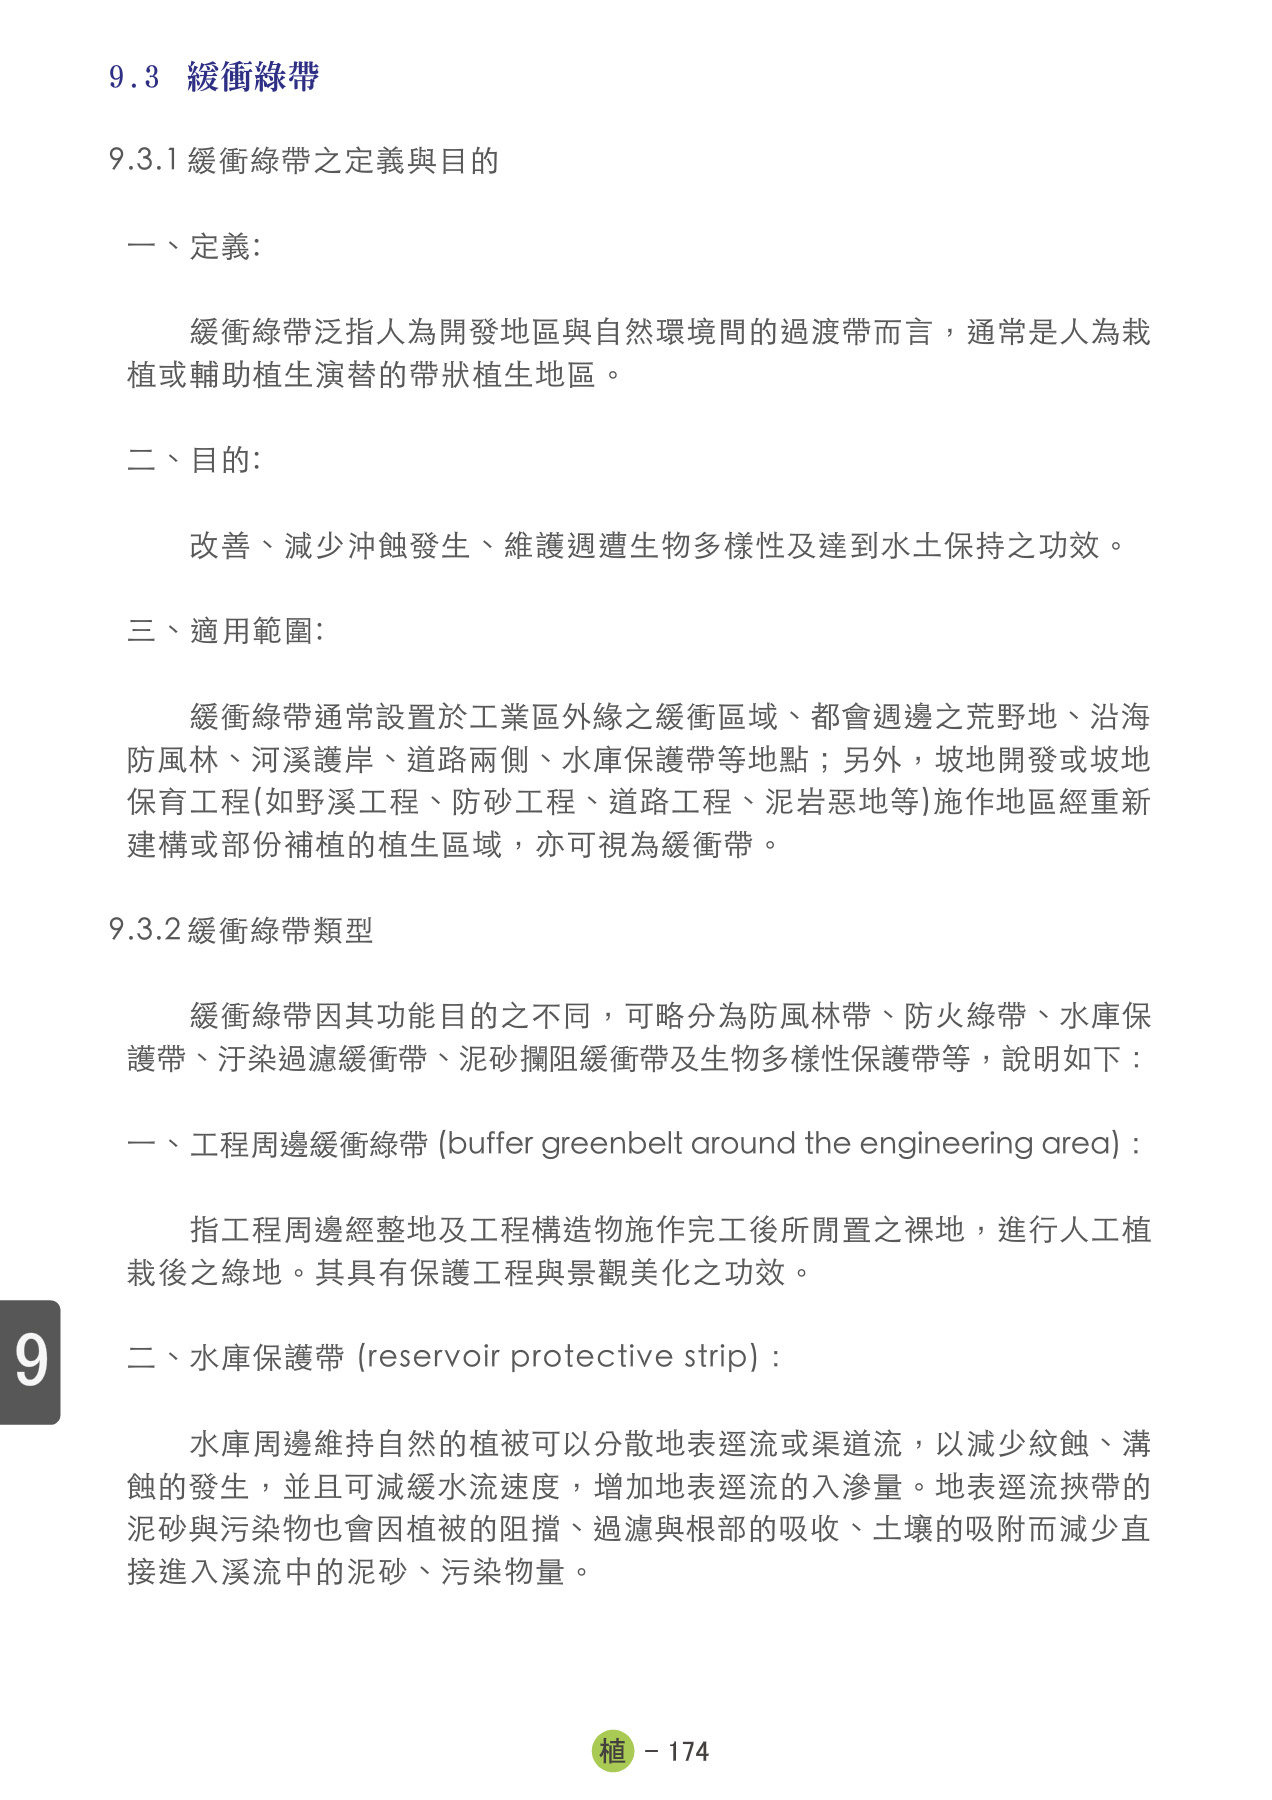 9.3 緩衝綠帶
9.3.1 緩衝綠帶之定義與目的
一、定義:
緩衝綠帶泛指人為開發地區與自然環境間的過渡帶而言，通常是人為栽
植或輔助植生演替的帶狀植生地區。
二、目的:
改善、減少沖蝕發生、維護週遭生物多樣性及達到水土保持之功效。
三、適用範圍:
緩衝綠帶通常設置於工業區外緣之緩衝區域、都會週邊之荒野地、沿海
防風林、河溪護岸、道路兩側、水庫保護帶等地點；另外，坡地開發或坡地
保育工程(如野溪工程、防砂工程、道路工程、泥岩惡地等)施作地區經重新
建構或部份補植的植生區域，亦可視為緩衝帶。
9.3.2 緩衝綠帶類型
緩衝綠帶因其功能目的之不同，可略分為防風林帶、防火綠帶、水庫保
護帶、汙染過濾緩衝帶、泥砂攔阻緩衝帶及生物多樣性保護帶等，說明如下：
一、工程周邊緩衝綠帶 (buffer greenbelt around the engineering area)：
指工程周邊經整地及工程構造物施作完工後所閒置之裸地，進行人工植
栽後之綠地。其具有保護工程與景觀美化之功效。
二、水庫保護帶 (reservoir protective strip)：
水庫周邊維持自然的植被可以分散地表逕流或渠道流，以減少紋蝕、溝
蝕的發生，並且可減緩水流速度，增加地表逕流的入滲量。地表逕流挾帶的
泥砂與污染物也會因植被的阻擋、過濾與根部的吸收、土壤的吸附而減少直
接進入溪流中的泥砂、污染物量。
9
植 – 174